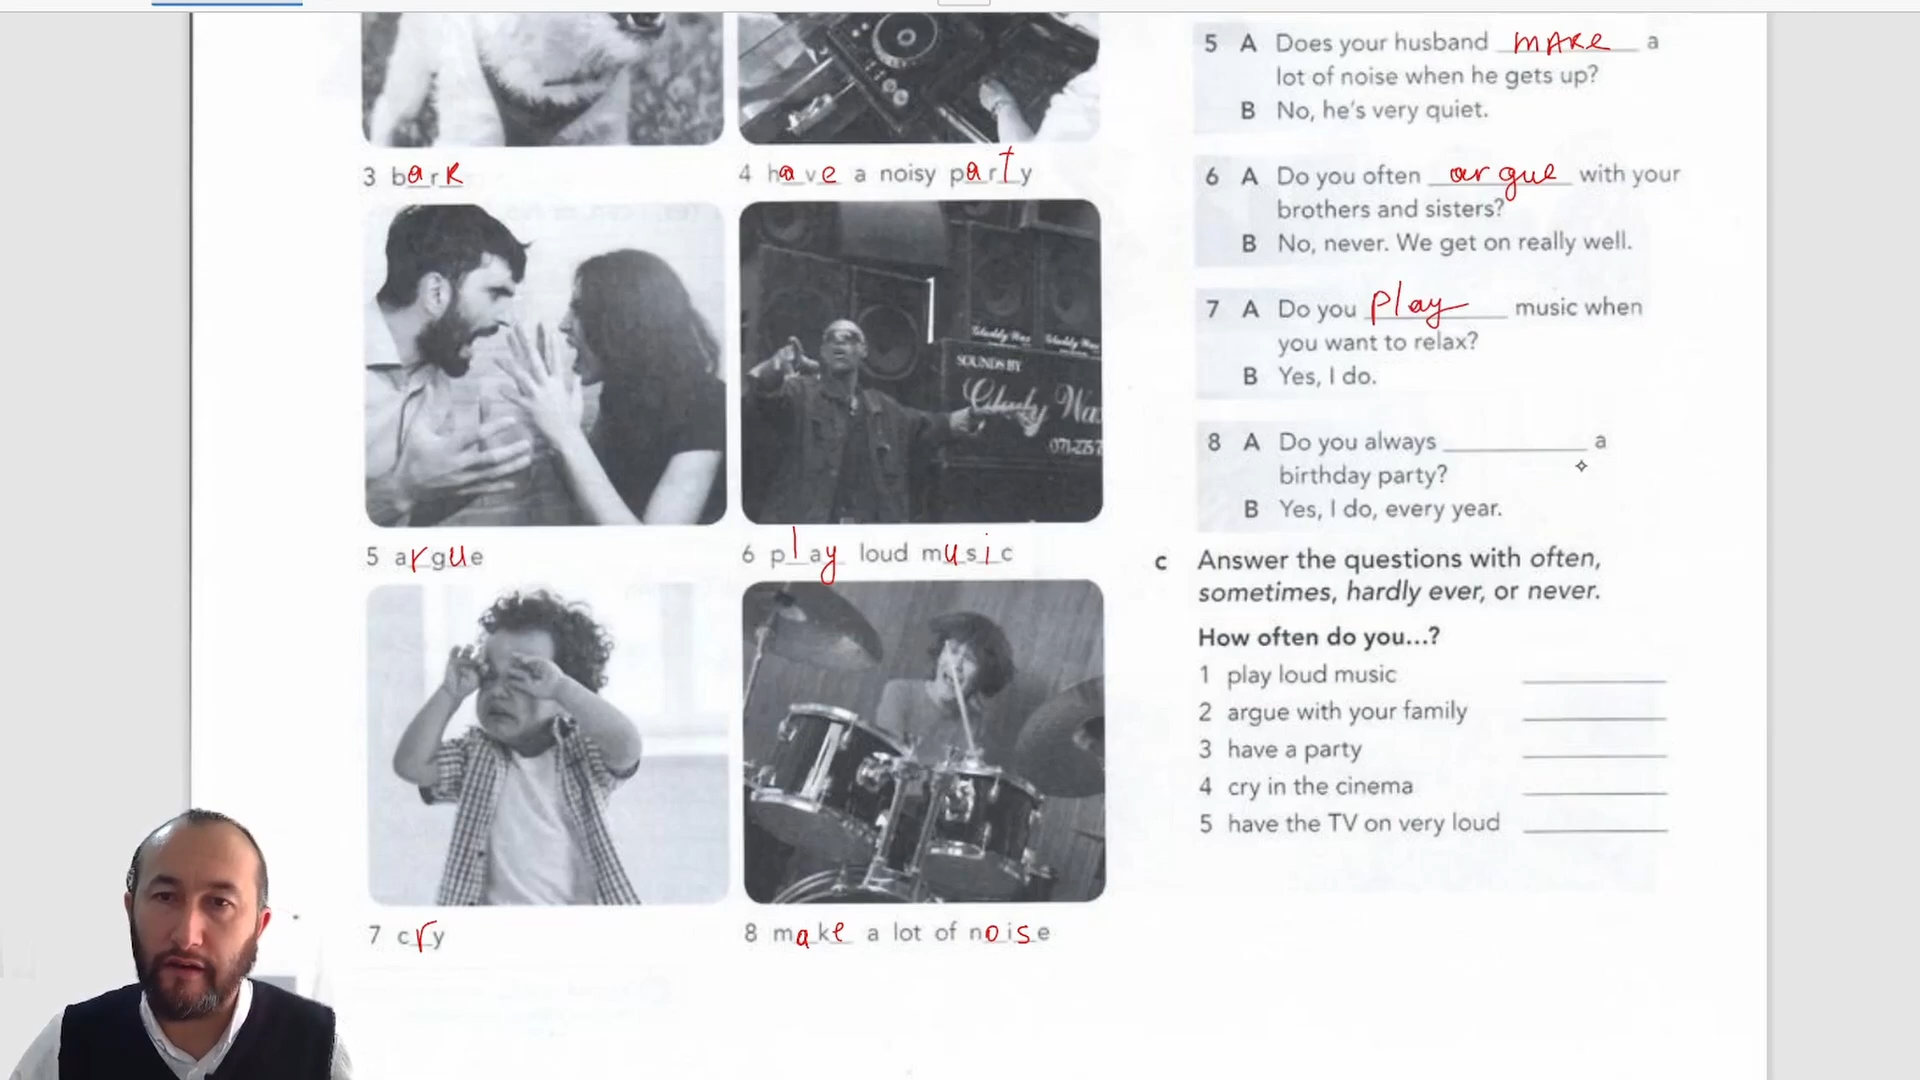 3 bark
4 have a noisy party
SOUNDS BY
5 argue
6 play loud music
7 cry
8 make a lot of noise
5 A Does your husband make a
lot of noise when he gets up?
B No, he's very quiet.
6 A Do you often argue with your
brothers and sisters?
B No, never. We get on really well.
7 A Do you play music when
you want to relax?
B Yes, I do.
8 A Do you always __________ a
birthday party?
B Yes, I do, every year.
c Answer the questions with often,
sometimes, hardly ever, or never.
How often do you...?
1 play loud music
2 argue with your family
3 have a party
4 cry in the cinema
5 have the TV on very loud